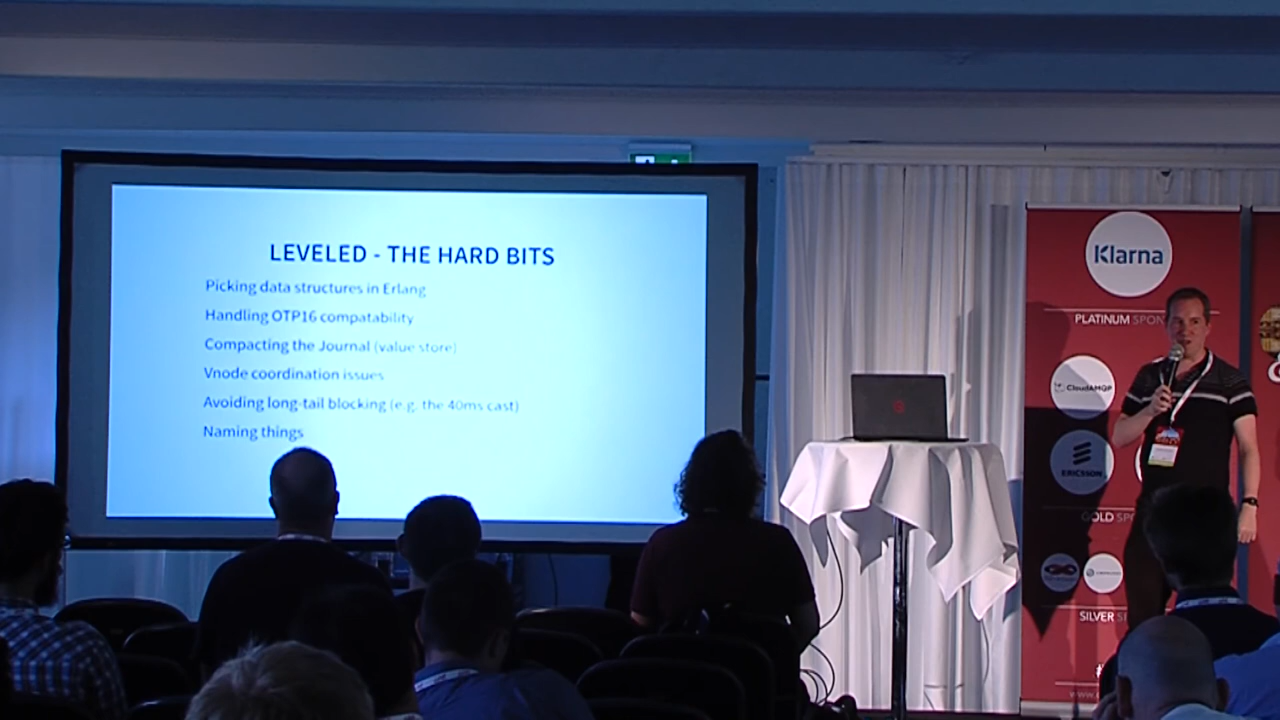 LEVELED - THE HARD BITS
Picking data structures in Erlang
Handling OTP16 compatability
Compacting the Journal (value store)
Vnode coordination issues
Avoiding long-tail blocking (e.g. the 40ms cast)
Naming things
Klarna
PLATINUM SPON
CloudAMQP
ERICSSON
GOLD SPO
SILVER S